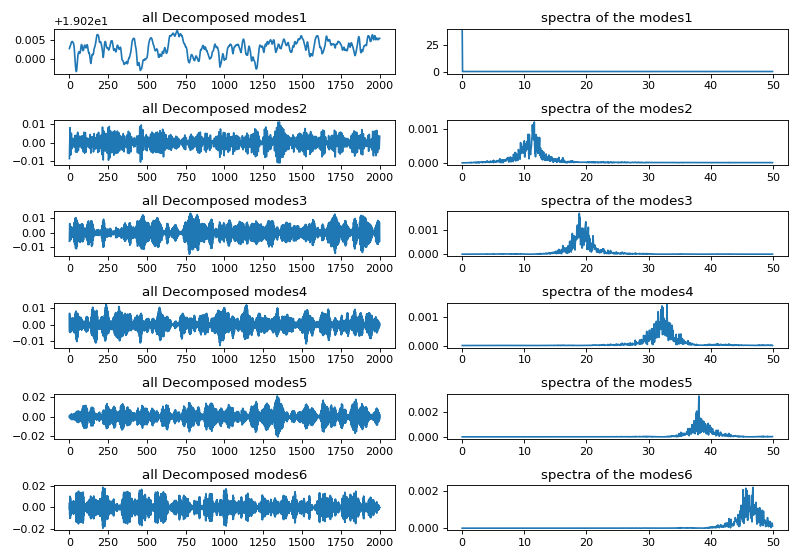 all Decomposed modes1
+1.902e1
0.005
0.000
0 250 500 750 1000 1250 1500 1750 2000
spectra of the modes1
25
0
0 10 20 30 40 50
all Decomposed modes2
0.01
0.00
−0.01
0 250 500 750 1000 1250 1500 1750 2000
spectra of the modes2
0.001
0.000
0 10 20 30 40 50
all Decomposed modes3
0.01
0.00
−0.01
0 250 500 750 1000 1250 1500 1750 2000
spectra of the modes3
0.001
0.000
0 10 20 30 40 50
all Decomposed modes4
0.01
0.00
−0.01
0 250 500 750 1000 1250 1500 1750 2000
spectra of the modes4
0.001
0.000
0 10 20 30 40 50
all Decomposed modes5
0.02
0.00
−0.02
0 250 500 750 1000 1250 1500 1750 2000
spectra of the modes5
0.002
0.000
0 10 20 30 40 50
all Decomposed modes6
0.02
0.00
−0.02
0 250 500 750 1000 1250 1500 1750 2000
spectra of the modes6
0.002
0.000
0 10 20 30 40 50